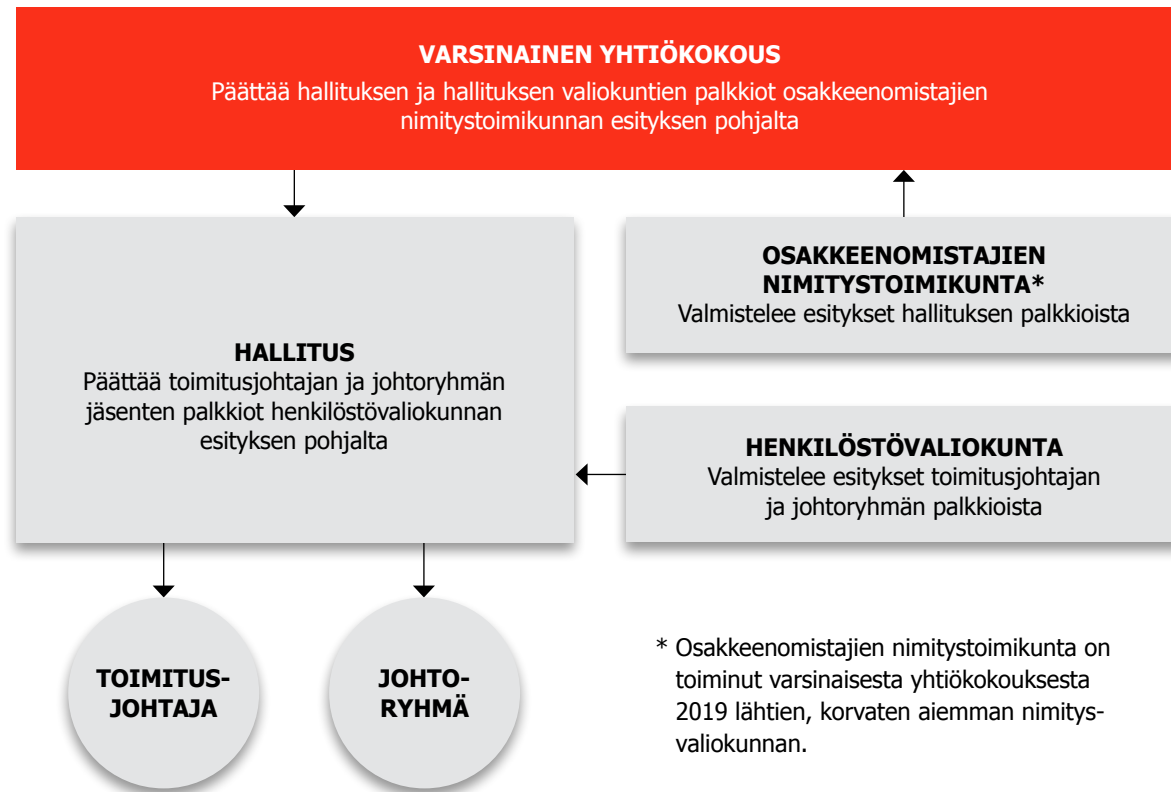 VARSINAINEN YHTIÖKOKOUS
Päättää hallituksen ja hallituksen valiokuntien palkkiot osakkeenomistajien
nimitystoimikunnan esityksen pohjalta
OSAKKEENOMISTAJIEN
NIMITYSTOIMIKUNTA*
Valmistelee esitykset hallituksen palkkioista
HALLITUS
Päättää toimitusjohtajan ja johtoryhmän
jäsenten palkkiot henkilöstövaliokunnan
esityksen pohjalta
HENKILÖSTÖVALIOKUNTA
Valmistelee esitykset toimitusjohtajan
ja johtoryhmän palkkioista
TOIMITUS-
JOHTAJA
JOHTO-
RYHMÄ
* Osakkeenomistajien nimitystoimikunta on
toiminut varsinaisesta yhtiökokouksesta
2019 lähtien, korvaten aiemman nimitys-
valiokunnan.